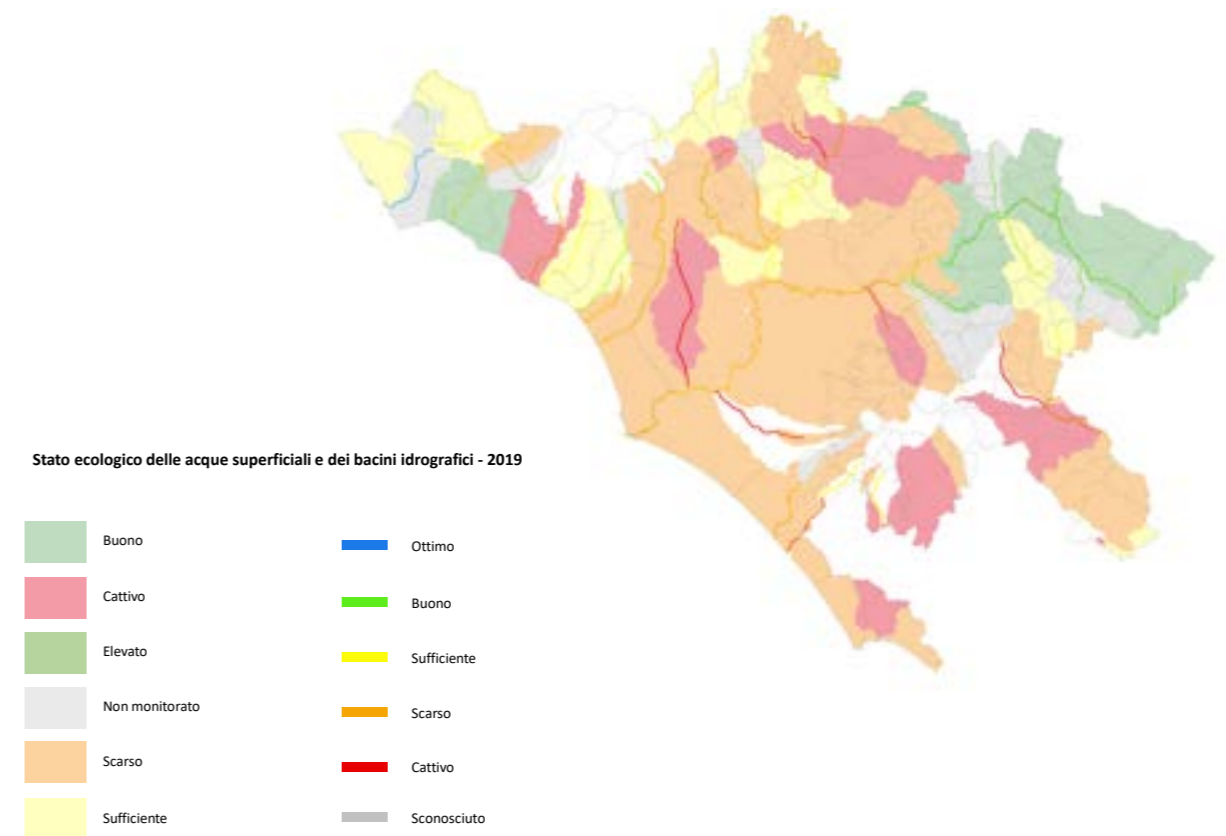 Stato ecologico delle acque superficiali e dei bacini idrografici - 2019
Buono
Cattivo
Elevato
Non monitorato
Scarso
Sufficiente
Ottimo
Buono
Sufficiente
Scarso
Cattivo
Sconosciuto